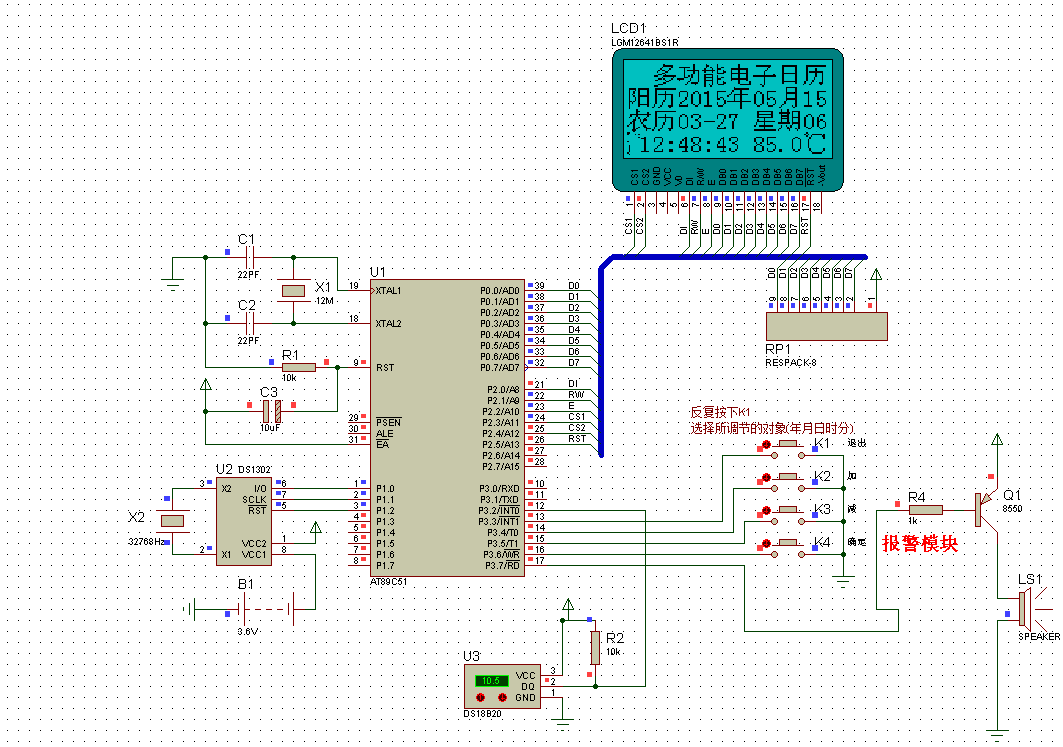 LCD1
LGM12641BS1R
多功能电子日历
阳历2015年05月15
农历03-27 星期06
12:48:43 85.0℃
CS1 CS2 GND VCC V0 DI R/W E DB0 DB1 DB2 DB3 DB4 DB5 DB6 DB7 RST -Vout
1 2 3 4 5 6 7 8 9 10 11 12 13 14 15 16 17 18
CS1 CS2 DI RW E D0 D1 D2 D3 D4 D5 D6 D7 RST
D0 D1 D2 D3 D4 D5 D6 D7
9 8 7 6 5 4 3 2 1
RP1
RESPACK-8
C1
22PF
X1
12M
C2
22PF
R1
10k
C3
10uF
U1
19 XTAL1
18 XTAL2
9 RST
29 PSEN
30 ALE
31 EA
1 P1.0
2 P1.1
3 P1.2
4 P1.3
5 P1.4
6 P1.5
7 P1.6
8 P1.7
P0.0/AD0 39 D0
P0.1/AD1 38 D1
P0.2/AD2 37 D2
P0.3/AD3 36 D3
P0.4/AD4 35 D4
P0.5/AD5 34 D5
P0.6/AD6 33 D6
P0.7/AD7 32 D7
P2.0/A8 21 DI
P2.1/A9 22 RW
P2.2/A10 23 E
P2.3/A11 24 CS1
P2.4/A12 25 CS2
P2.5/A13 26 RST
P2.6/A14 27
P2.7/A15 28
P3.0/RXD 10
P3.1/TXD 11
P3.2/INT0 12
P3.3/INT1 13
P3.4/T0 14
P3.5/T1 15
P3.6/WR 16
P3.7/RD 17
AT89C51
U2 DS1302
3 X2
2 X1
I/O 6
SCLK 7
RST 5
VCC2 1
VCC1 8
X2
32768Hz
B1
3.6V
反复按下K1
选择所调节的对象(年月日时分)
K1 退出
K2 加
K3 减
K4 确定
R4
1k
Q1
8550
报警模块
LS1
SPEAKER
R2
10k
U3
10.5
VCC 3
DQ 2
GND 1
DS18B20